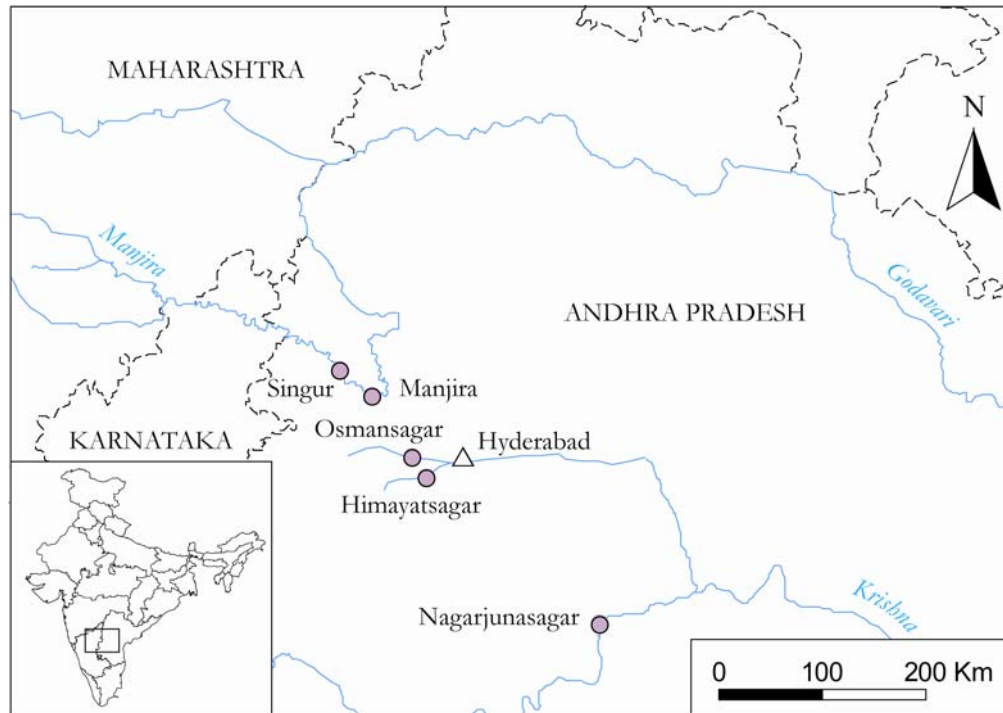 MAHARASHTRA
N
Manjira
Godavari
ANDHRA PRADESH
Singur
Manjira
Osmansagar
KARNATAKA
Hyderabad
Himayatsagar
Nagarjunasagar
Krishna
0 100 200 Km